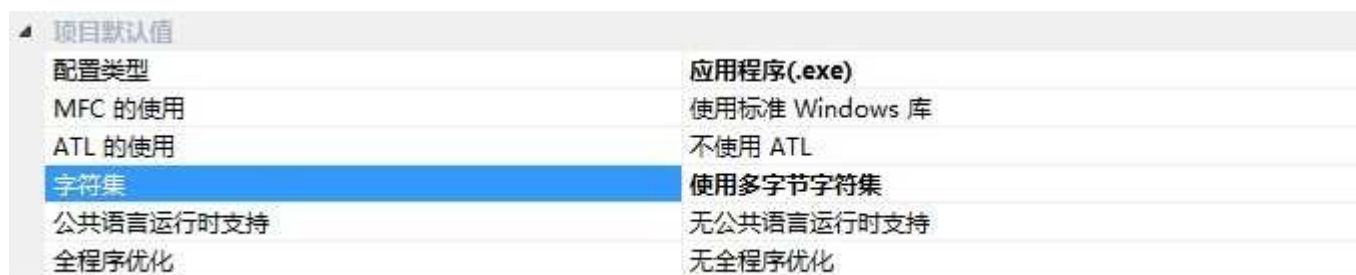 项目默认值
配置类型 应用程序(.exe)
MFC 的使用 使用标准 Windows 库
ATL 的使用 不使用 ATL
字符集 使用多字节字符集
公共语言运行时支持 无公共语言运行时支持
全程序优化 无全程序优化